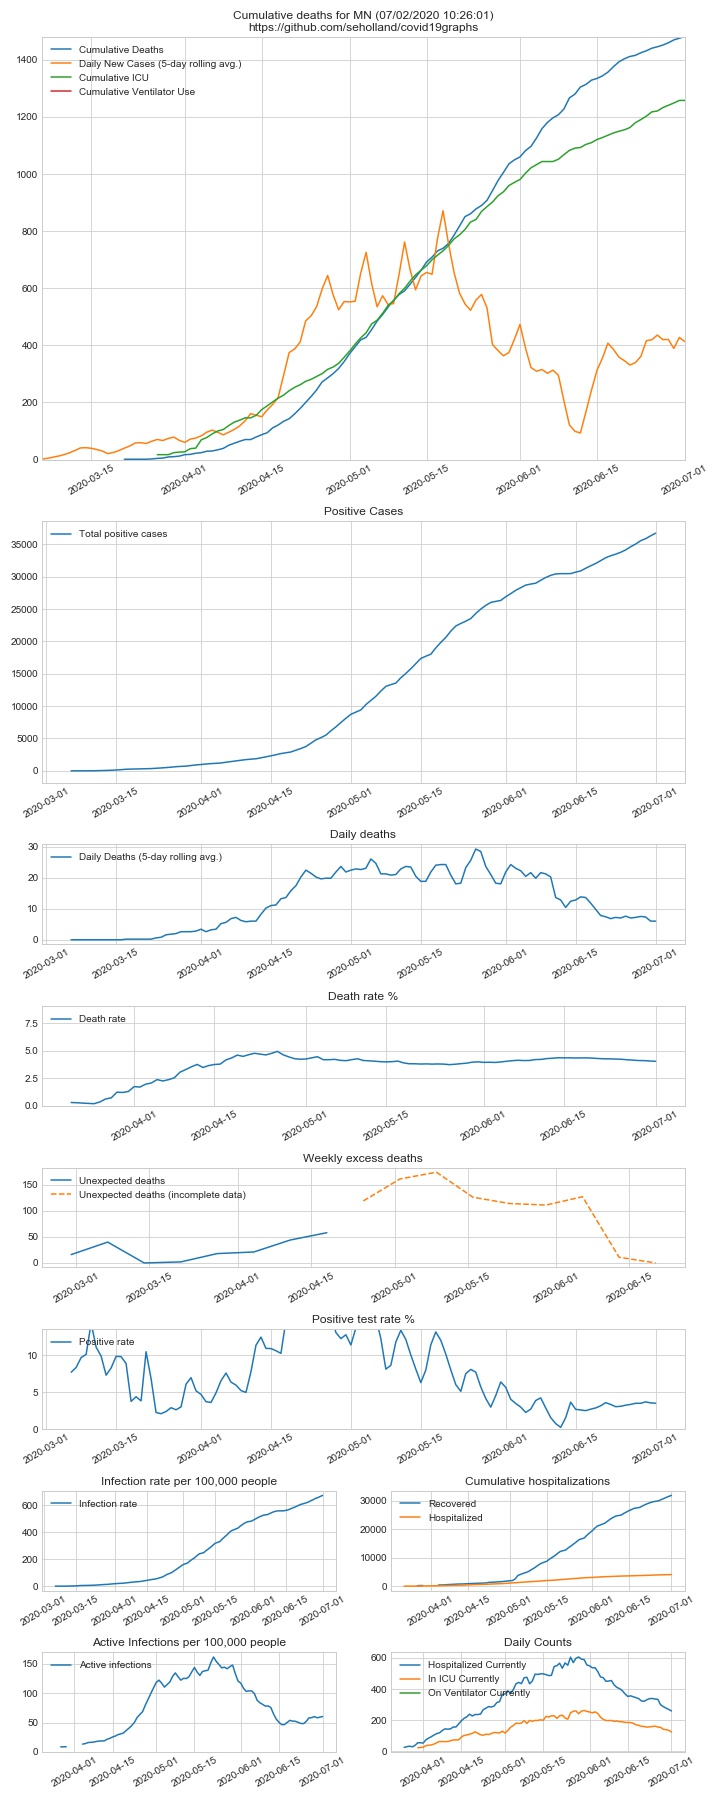 Cumulative deaths for MN (07/02/2020 10:26:01)
https://github.com/seholland/covid19graphs
Cumulative Deaths
Daily New Cases (5-day rolling avg.)
Cumulative ICU
Cumulative Ventilator Use
1400
1200
1000
800
600
400
200
0
2020-03-15 2020-04-01 2020-04-15 2020-05-01 2020-05-15 2020-06-01 2020-06-15 2020-07-01
Positive Cases
Total positive cases
35000
30000
25000
20000
15000
10000
5000
0
2020-03-01 2020-03-15 2020-04-01 2020-04-15 2020-05-01 2020-05-15 2020-06-01 2020-06-15 2020-07-01
Daily deaths
Daily Deaths (5-day rolling avg.)
30
20
10
0
2020-03-01 2020-03-15 2020-04-01 2020-04-15 2020-05-01 2020-05-15 2020-06-01 2020-06-15 2020-07-01
Death rate %
Death rate
7.5
5.0
2.5
0.0
2020-04-01 2020-04-15 2020-05-01 2020-05-15 2020-06-01 2020-06-15 2020-07-01
Weekly excess deaths
Unexpected deaths
Unexpected deaths (incomplete data)
150
100
50
0
2020-03-01 2020-03-15 2020-04-01 2020-04-15 2020-05-01 2020-05-15 2020-06-01 2020-06-15
Positive test rate %
Positive rate
10
5
0
2020-03-01 2020-03-15 2020-04-01 2020-04-15 2020-05-01 2020-05-15 2020-06-01 2020-06-15 2020-07-01
Infection rate per 100,000 people
Infection rate
600
400
200
0
2020-03-01 2020-03-15 2020-04-01 2020-04-15 2020-05-01 2020-05-15 2020-06-01 2020-06-15 2020-07-01
Cumulative hospitalizations
Recovered
Hospitalized
30000
20000
10000
0
2020-04-01 2020-04-15 2020-05-01 2020-05-15 2020-06-01 2020-06-15 2020-07-01
Active Infections per 100,000 people
Active infections
150
100
50
0
2020-04-01 2020-04-15 2020-05-01 2020-05-15 2020-06-01 2020-06-15 2020-07-01
Daily Counts
Hospitalized Currently
In ICU Currently
On Ventilator Currently
600
400
200
0
2020-04-01 2020-04-15 2020-05-01 2020-05-15 2020-06-01 2020-06-15 2020-07-01